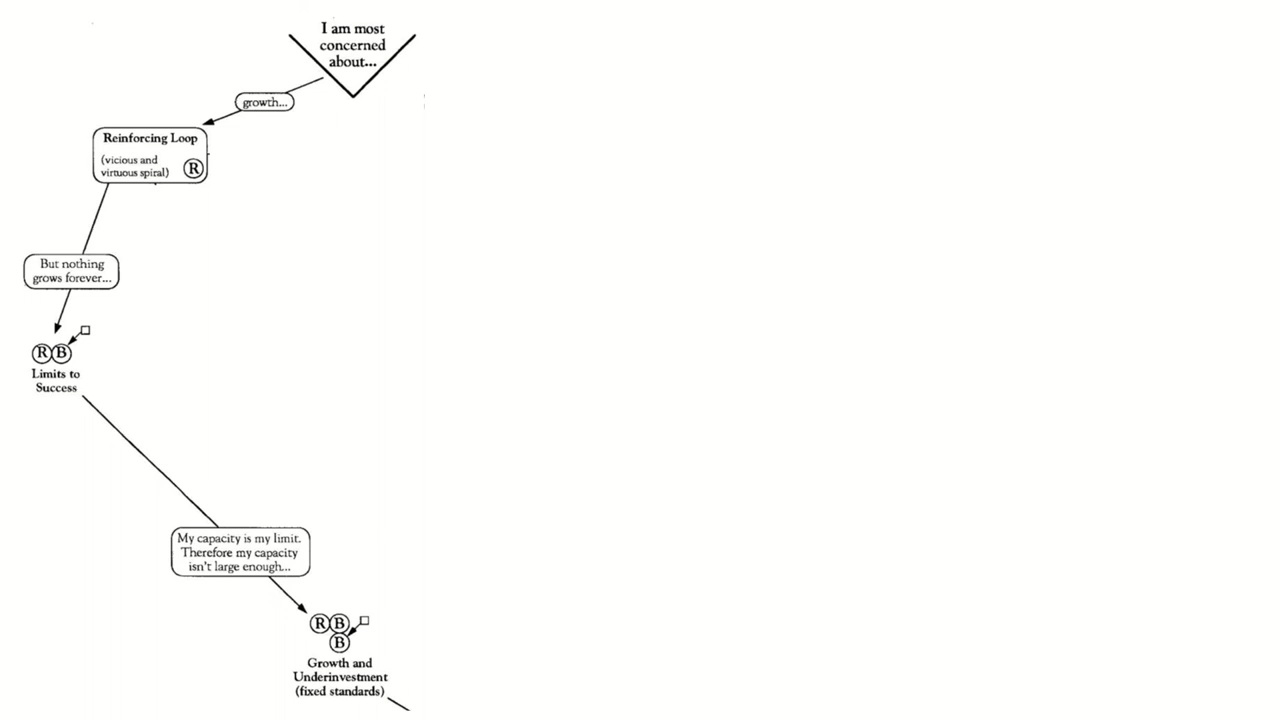 I am most
concerned
about...
growth...
Reinforcing Loop
(vicious and
virtuous spiral)
R
But nothing
grows forever...
R B
Limits to
Success
My capacity is my limit.
Therefore my capacity
isn't large enough...
R B
B
Growth and
Underinvestment
(fixed standards)